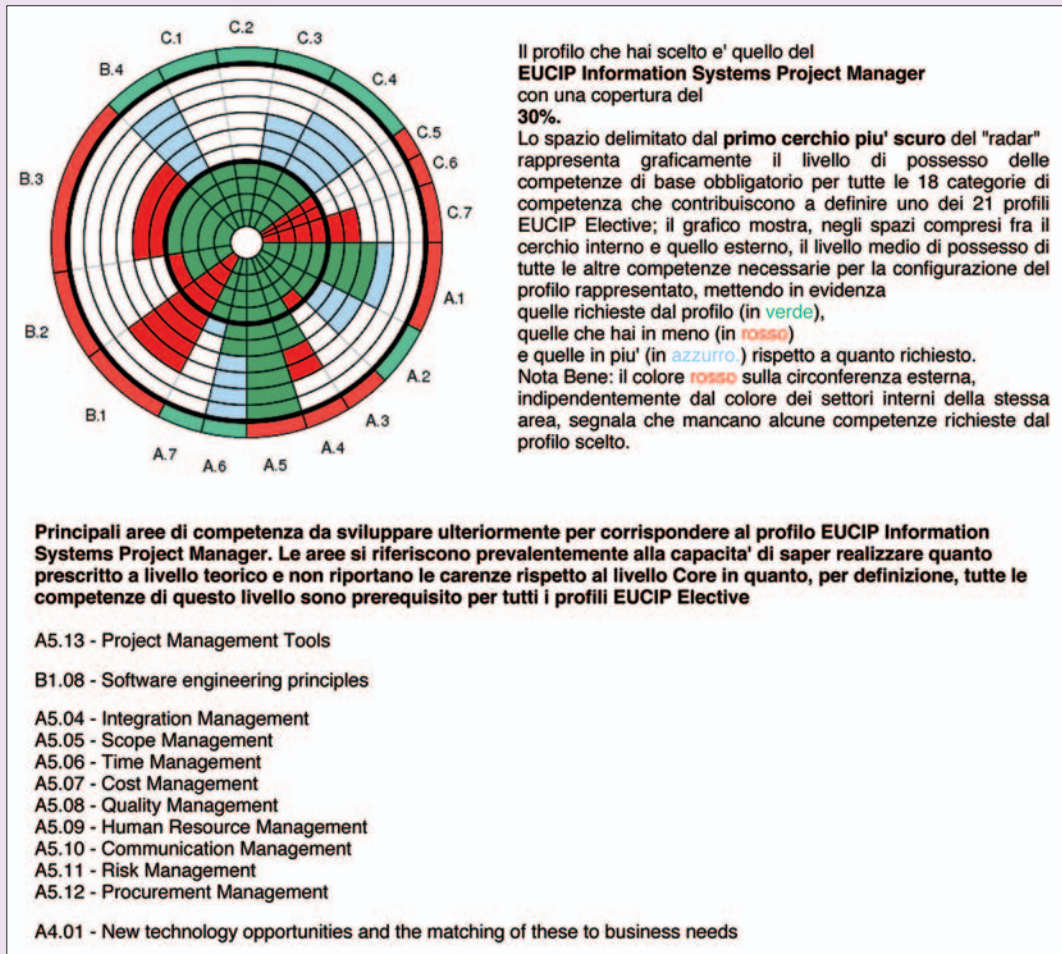 C.2
C.1
C.3
B.4
C.4
C.5
C.6
B.3
C.7
A.1
B.2
A.2
B.1
A.3
A.7
A.4
A.6
A.5
Il profilo che hai scelto e' quello del
EUCIP Information Systems Project Manager
con una copertura del
30%.
Lo spazio delimitato dal primo cerchio piu' scuro del "radar"
rappresenta graficamente il livello di possesso delle
competenze di base obbligatorio per tutte le 18 categorie di
competenza che contribuiscono a definire uno dei 21 profili
EUCIP Elective; il grafico mostra, negli spazi compresi fra il
cerchio interno e quello esterno, il livello medio di possesso di
tutte le altre competenze necessarie per la configurazione del
profilo rappresentato, mettendo in evidenza
quelle richieste dal profilo (in verde),
quelle che hai in meno (in rosso)
e quelle in piu' (in azzurro.) rispetto a quanto richiesto.
Nota Bene: il colore rosso sulla circonferenza esterna,
indipendentemente dal colore dei settori interni della stessa
area, segnala che mancano alcune competenze richieste dal
profilo scelto.
Principali aree di competenza da sviluppare ulteriormente per corrispondere al profilo EUCIP Information
Systems Project Manager. Le aree si riferiscono prevalentemente alla capacita' di saper realizzare quanto
prescritto a livello teorico e non riportano le carenze rispetto al livello Core in quanto, per definizione, tutte le
competenze di questo livello sono prerequisito per tutti i profili EUCIP Elective
A5.13 - Project Management Tools
B1.08 - Software engineering principles
A5.04 - Integration Management
A5.05 - Scope Management
A5.06 - Time Management
A5.07 - Cost Management
A5.08 - Quality Management
A5.09 - Human Resource Management
A5.10 - Communication Management
A5.11 - Risk Management
A5.12 - Procurement Management
A4.01 - New technology opportunities and the matching of these to business needs